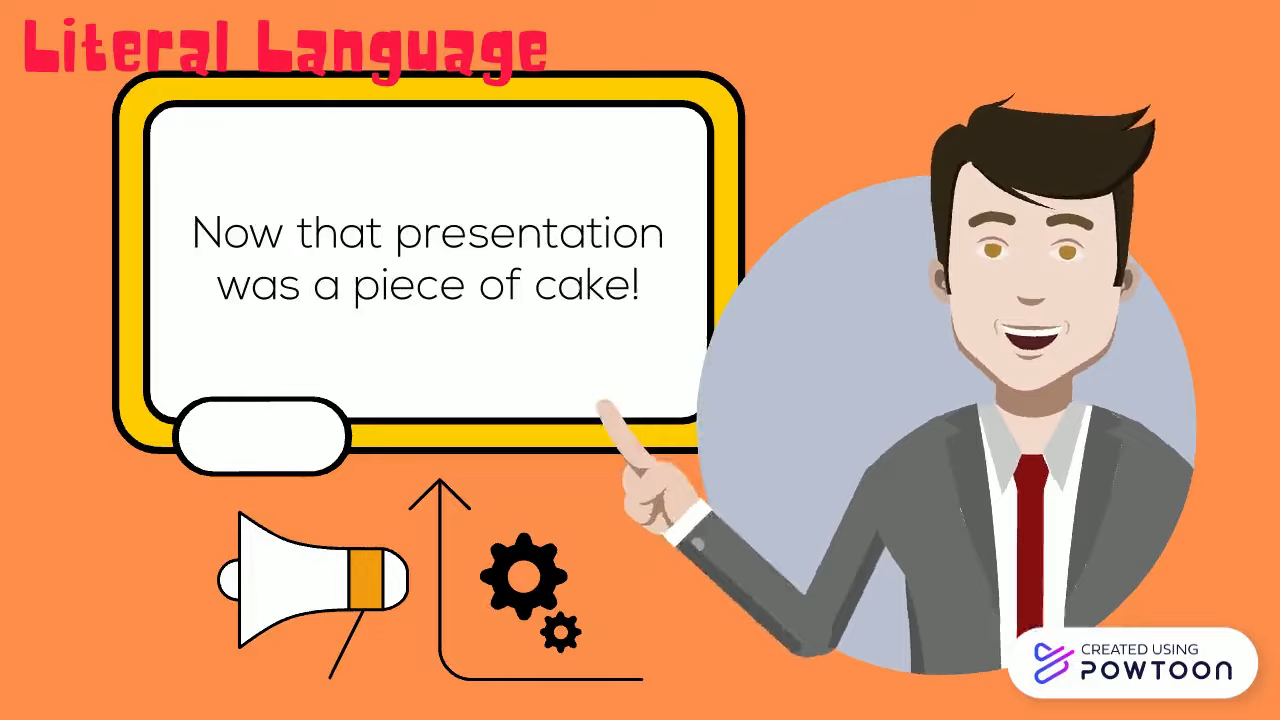 Literal Language
Now that presentation
was a piece of cake!
CREATED USING
POWTOON